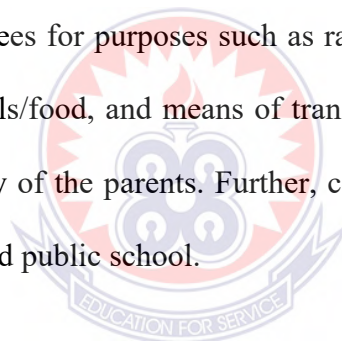 ees for purposes such as ra
ls/food, and means of tran
y of the parents. Further, c
d public school.
EDUCATION FOR SERVICE